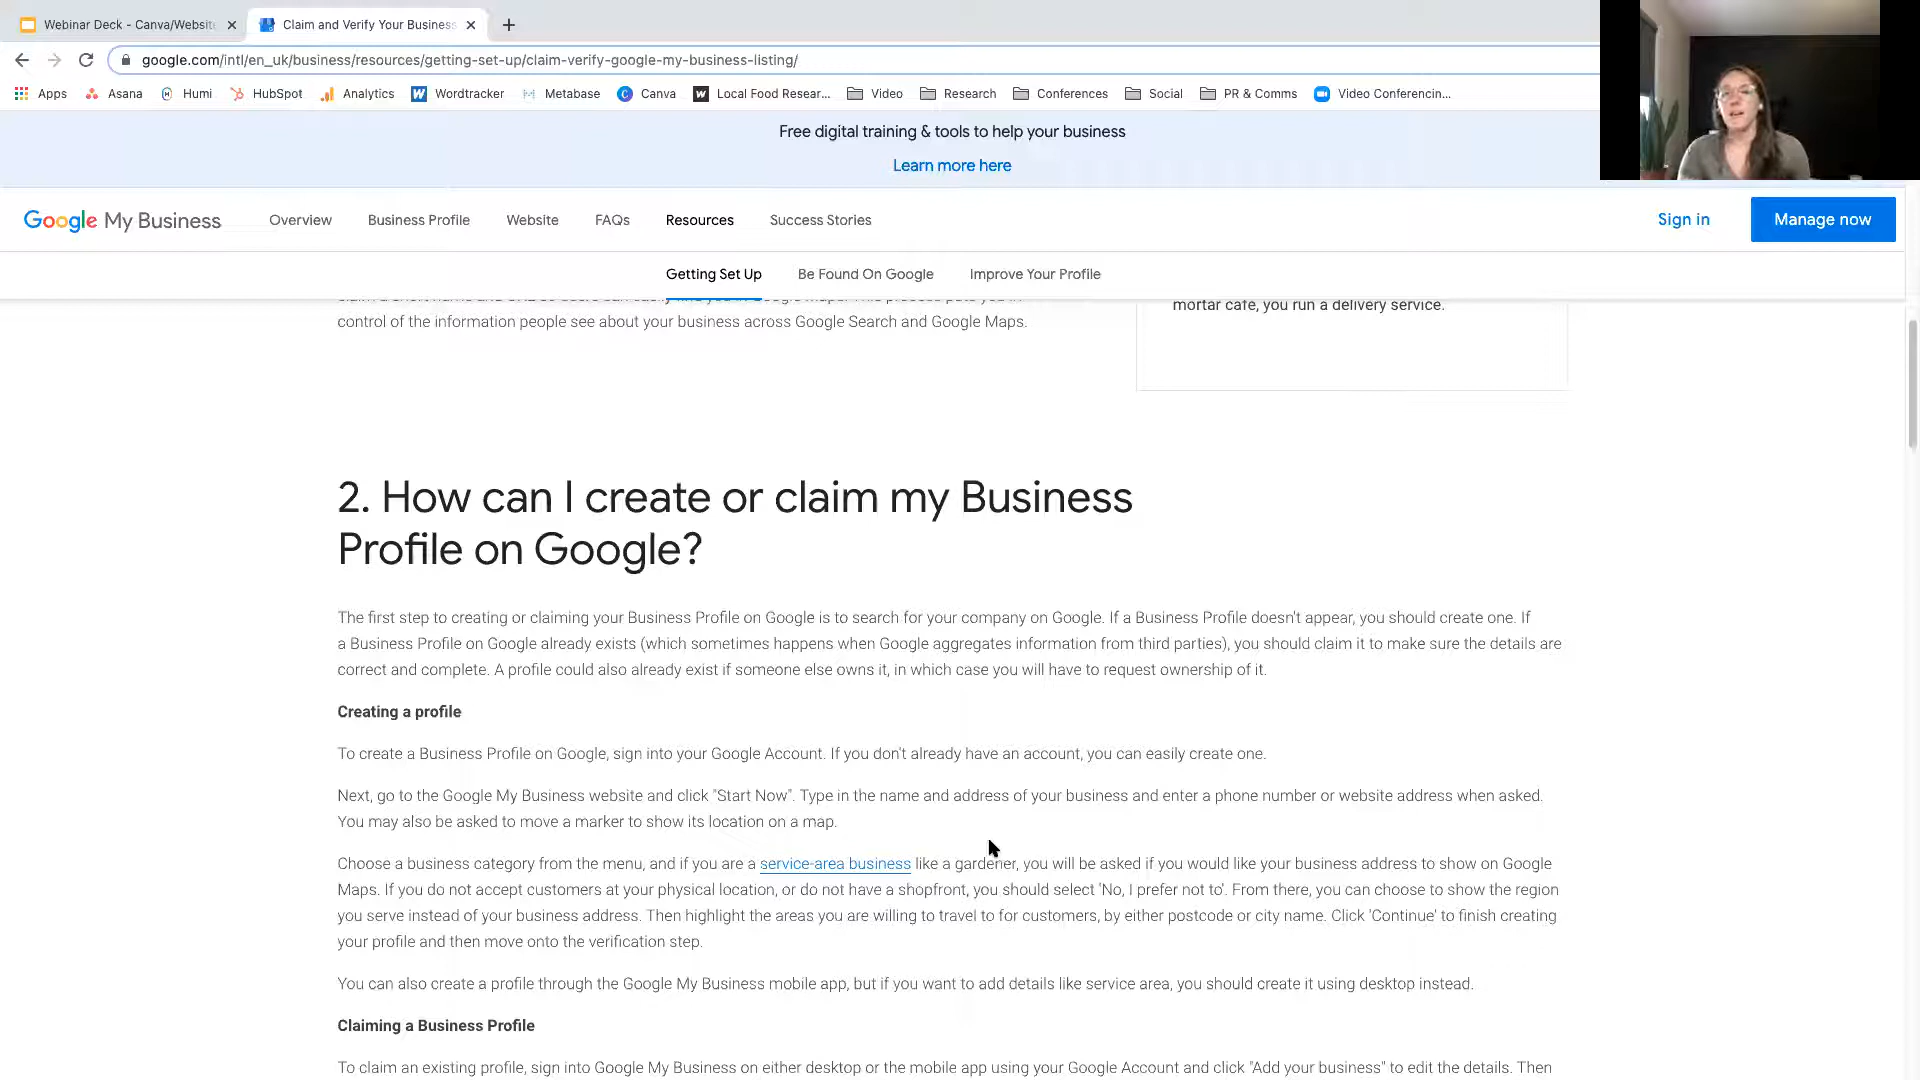 Webinar Deck - Canva/Website
Claim and Verify Your Business
google.com/intl/en_uk/business/resources/getting-set-up/claim-verify-google-my-business-listing/
Apps Asana Humi HubSpot Analytics Wordtracker Metabase Canva Local Food Resear... Video Research Conferences Social PR & Comms Video Conferencin...
Free digital training & tools to help your business
Learn more here
Google My Business Overview Business Profile Website FAQs Resources Success Stories Sign in Manage now
Getting Set Up Be Found On Google Improve Your Profile
mortar cafe, you run a delivery service.
control of the information people see about your business across Google Search and Google Maps.
2. How can I create or claim my Business
Profile on Google?
The first step to creating or claiming your Business Profile on Google is to search for your company on Google. If a Business Profile doesn't appear, you should create one. If
a Business Profile on Google already exists (which sometimes happens when Google aggregates information from third parties), you should claim it to make sure the details are
correct and complete. A profile could also already exist if someone else owns it, in which case you will have to request ownership of it.
Creating a profile
To create a Business Profile on Google, sign into your Google Account. If you don't already have an account, you can easily create one.
Next, go to the Google My Business website and click "Start Now". Type in the name and address of your business and enter a phone number or website address when asked.
You may also be asked to move a marker to show its location on a map.
Choose a business category from the menu, and if you are a service-area business like a gardener, you will be asked if you would like your business address to show on Google
Maps. If you do not accept customers at your physical location, or do not have a shopfront, you should select 'No, I prefer not to'. From there, you can choose to show the region
you serve instead of your business address. Then highlight the areas you are willing to travel to for customers, by either postcode or city name. Click 'Continue' to finish creating
your profile and then move onto the verification step.
You can also create a profile through the Google My Business mobile app, but if you want to add details like service area, you should create it using desktop instead.
Claiming a Business Profile
To claim an existing profile, sign into Google My Business on either desktop or the mobile app using your Google Account and click "Add your business" to edit the details. Then